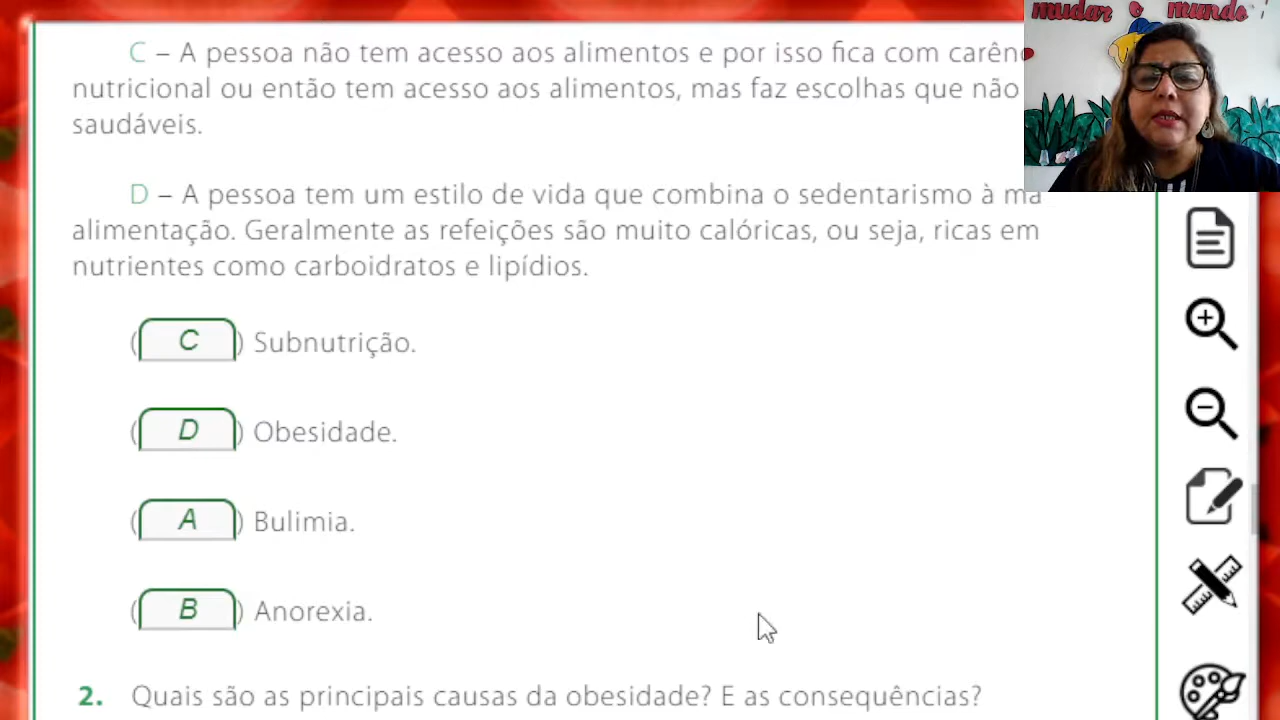 mudar o mundo
C – A pessoa não tem acesso aos alimentos e por isso fica com
nutricional ou então tem acesso aos alimentos, mas faz escolhas que não
saudáveis.
D – A pessoa tem um estilo de vida que combina o sedentarismo à má
alimentação. Geralmente as refeições são muito calóricas, ou seja, ricas em
nutrientes como carboidratos e lipídios.
( C ) Subnutrição.
( D ) Obesidade.
( A ) Bulimia.
( B ) Anorexia.
2. Quais são as principais causas da obesidade? E as consequências?